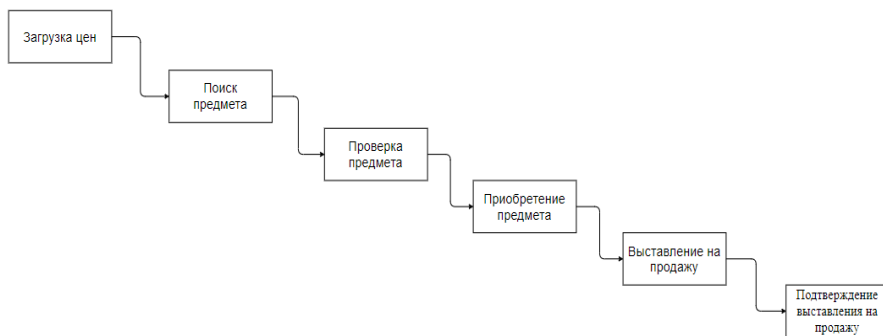 Загрузка цен
Поиск
предмета
Проверка
предмета
Приобретение
предмета
Выставление на
продажу
Подтверждение
выставления на
продажу